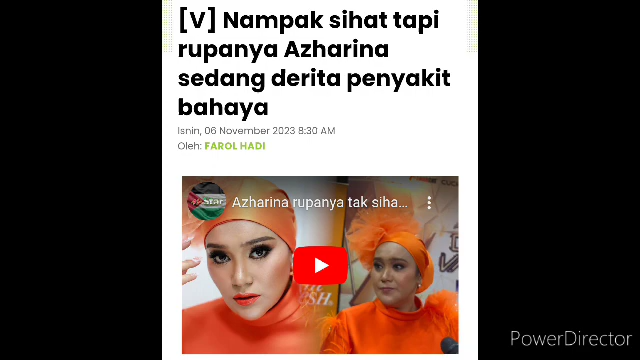 [V] Nampak sihat tapi
rupanya Azharina
sedang derita penyakit
bahaya
Isnin, 06 November 2023 8:30 AM
Oleh: FAROL HADI
Azharina rupanya tak siha...
PowerDirector